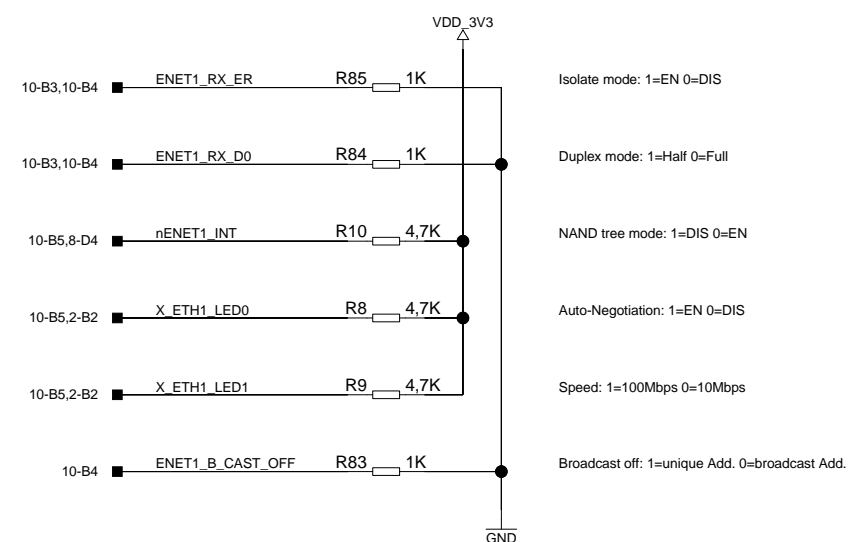 VDD_3V3
10-B3,10-B4 ENET1_RX_ER R85 1K Isolate mode: 1=EN 0=DIS
10-B3,10-B4 ENET1_RX_D0 R84 1K Duplex mode: 1=Half 0=Full
10-B5,8-D4 nENET1_INT R10 4,7K NAND tree mode: 1=DIS 0=EN
10-B5,2-B2 X_ETH1_LED0 R8 4,7K Auto-Negotiation: 1=EN 0=DIS
10-B5,2-B2 X_ETH1_LED1 R9 4,7K Speed: 1=100Mbps 0=10Mbps
10-B4 ENET1_B_CAST_OFF R83 1K Broadcast off: 1=unique Add. 0=broadcast Add.
GND